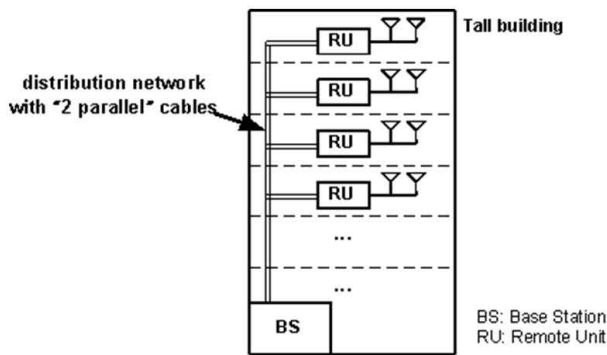 Tall building
RU
distribution network
with "2 parallel" cables
RU
RU
RU
...
...
BS
BS: Base Station
RU: Remote Unit